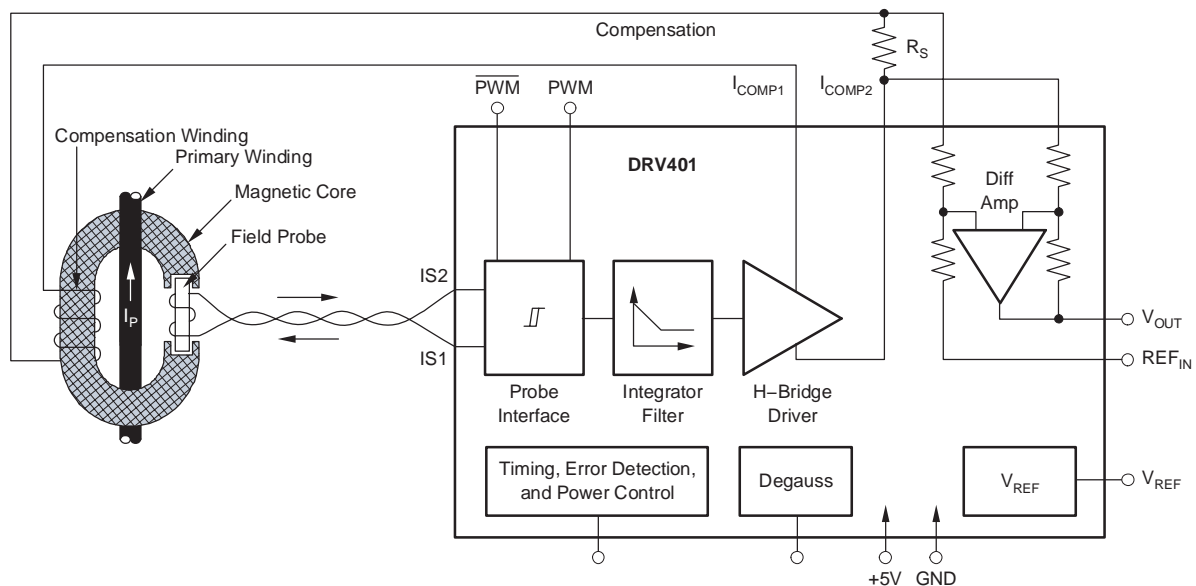 Compensation
R_S
PWM PWM
I_COMP1 I_COMP2
Compensation Winding
Primary Winding
Magnetic Core
Field Probe
DRV401
Diff
Amp
I_P
IS2
IS1
V_OUT
REF_IN
Probe
Interface
Integrator
Filter
H–Bridge
Driver
Timing, Error Detection,
and Power Control
Degauss
V_REF
V_REF
+5V GND